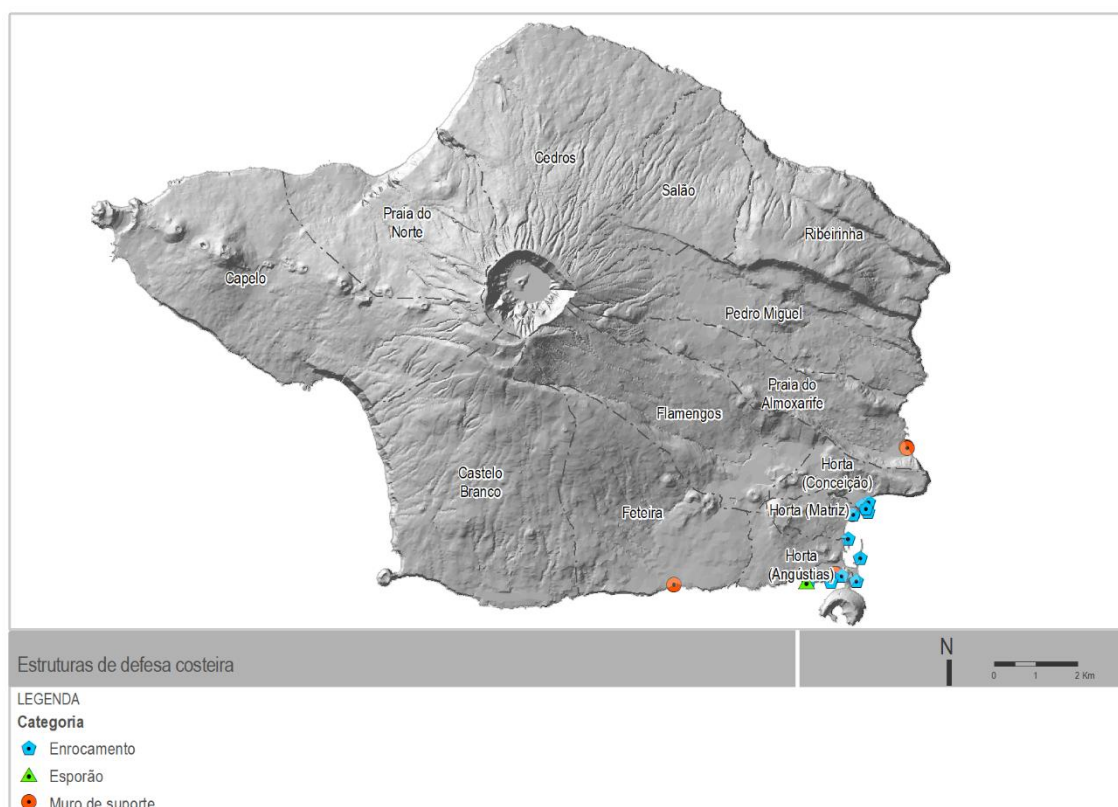 Cedros
Salão
Praia do
Norte
Ribeirinha
Capelo
Pedro Miguel
Praia do
Almoxarife
Flamengos
Horta
(Conceição)
Castelo
Branco
Feteira
Horta (Matriz)
Horta
(Angústias)
Estruturas de defesa costeira
N
0 1 2 Km
LEGENDA
Categoria
Enrocamento
Esporão
Muro de suporte